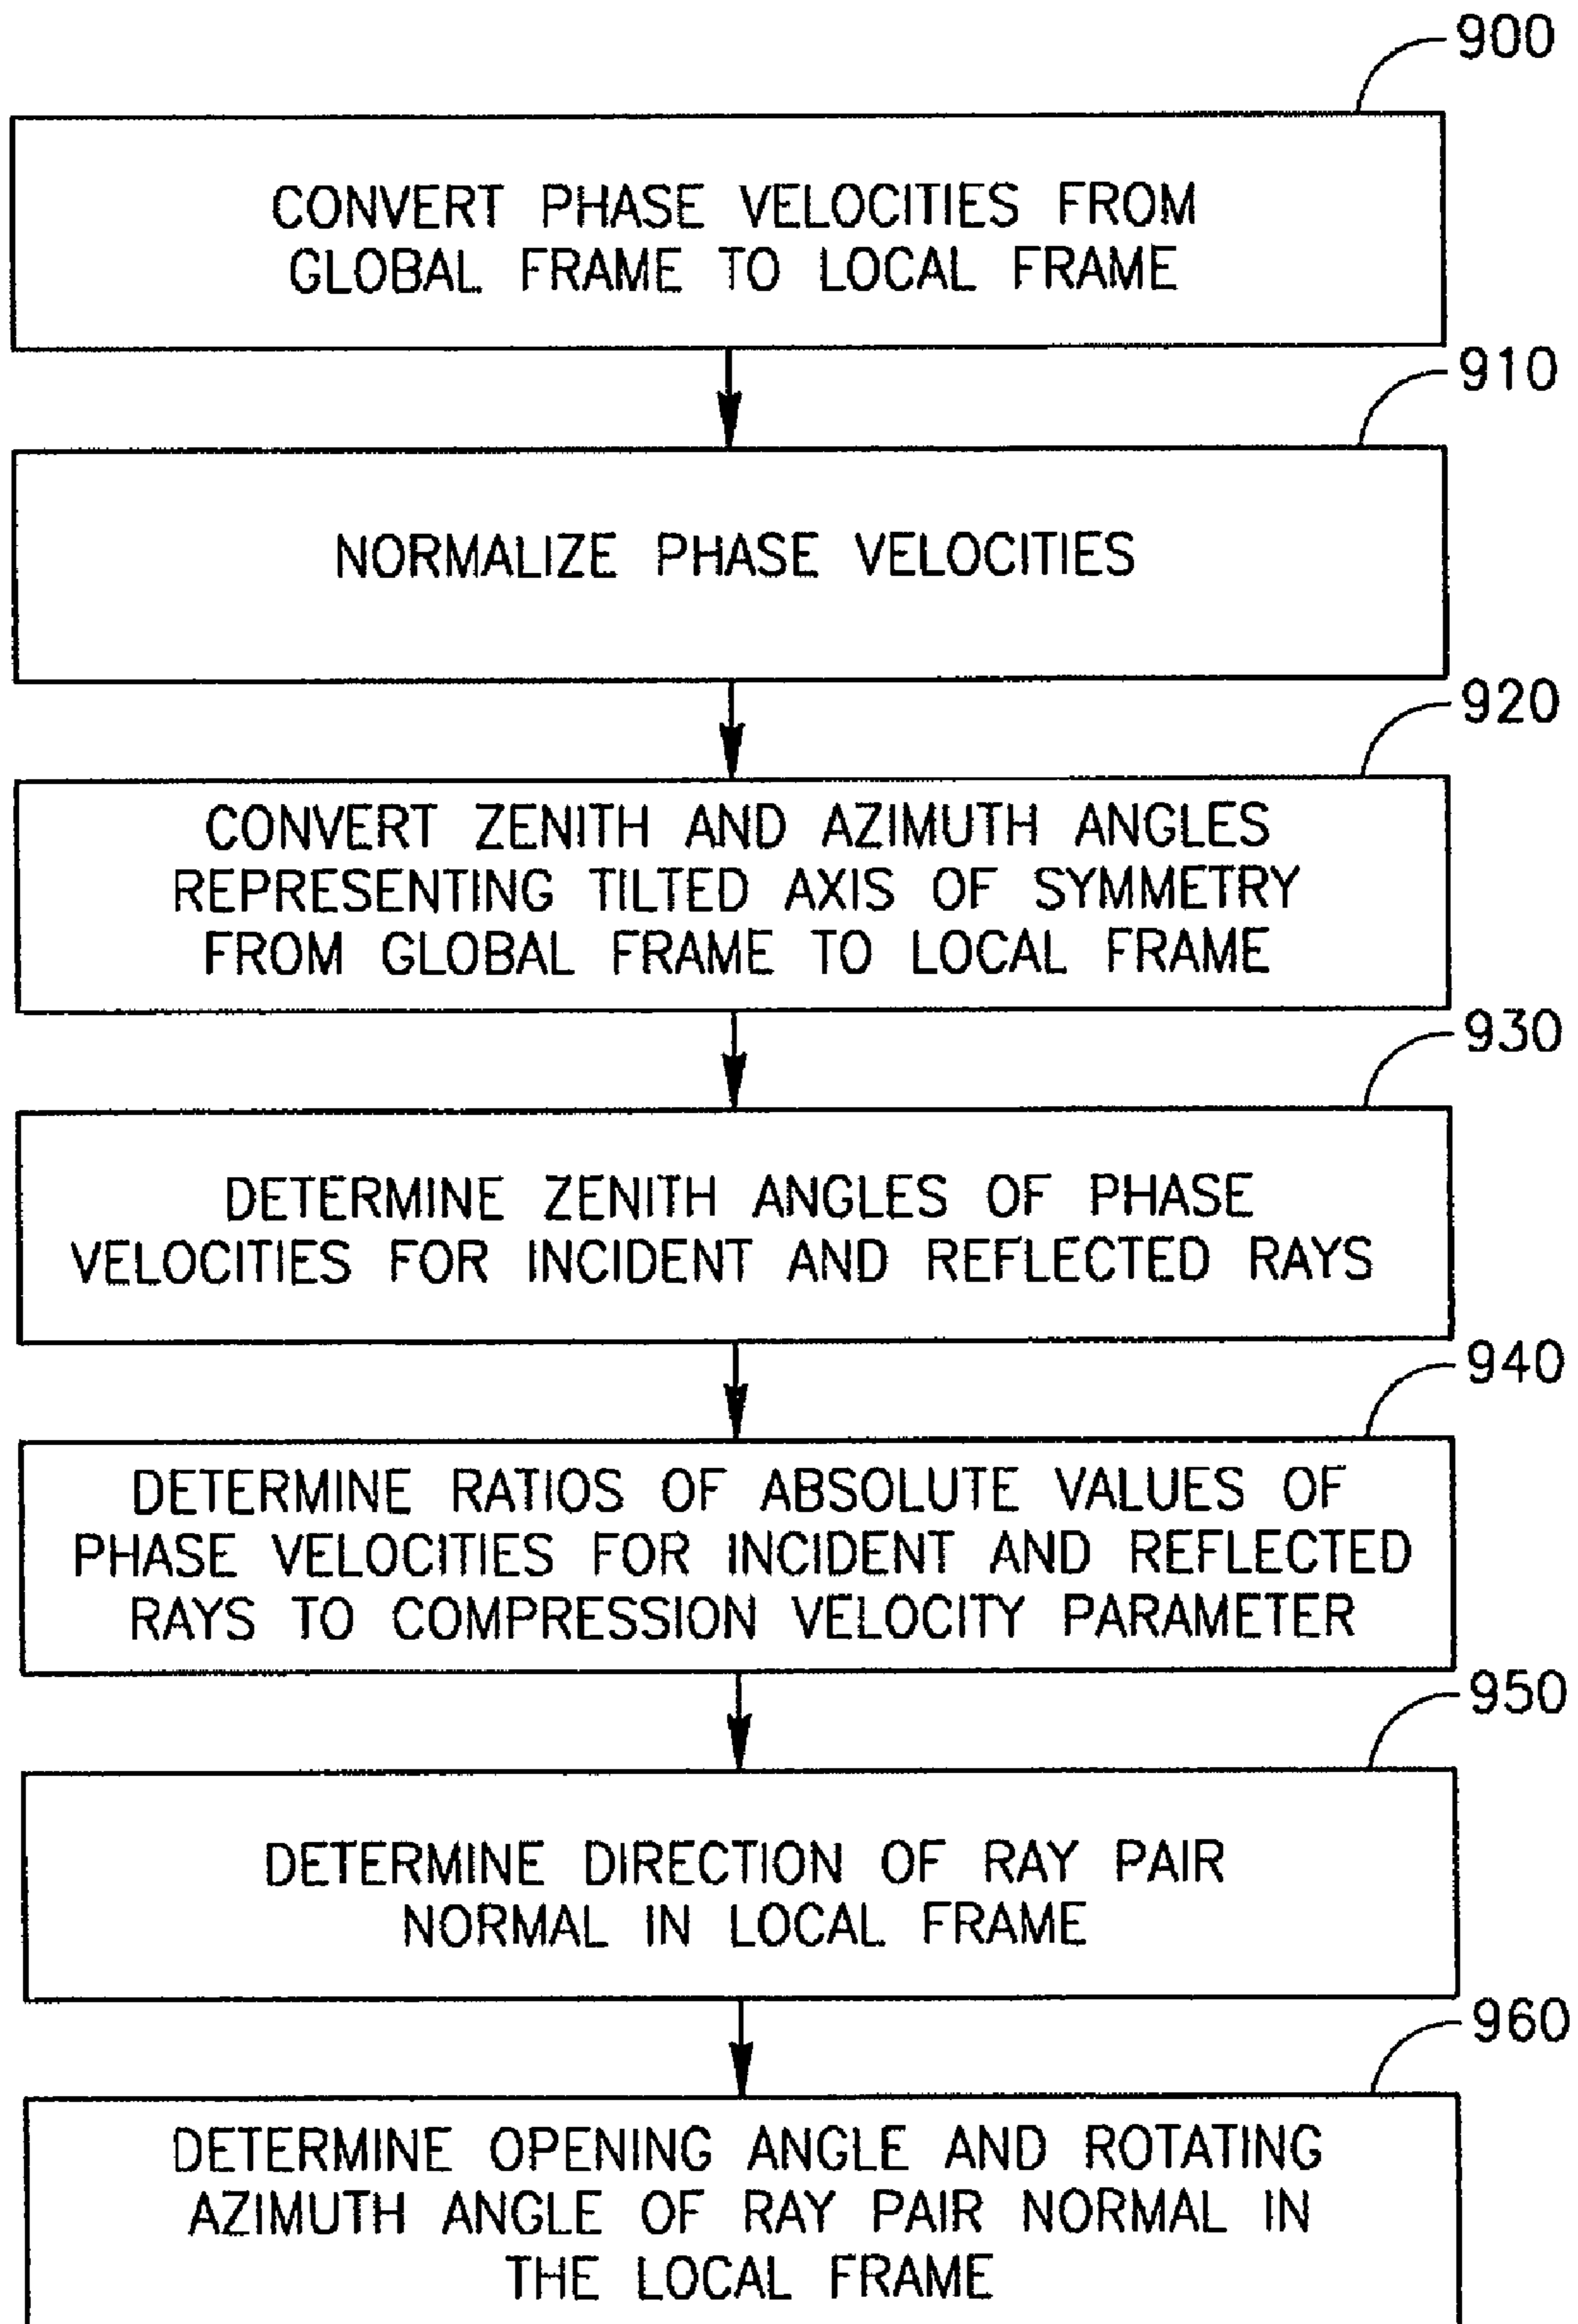 900
CONVERT PHASE VELOCITIES FROM
GLOBAL FRAME TO LOCAL FRAME
910
NORMALIZE PHASE VELOCITIES
920
CONVERT ZENITH AND AZIMUTH ANGLES
REPRESENTING TILTED AXIS OF SYMMETRY
FROM GLOBAL FRAME TO LOCAL FRAME
930
DETERMINE ZENITH ANGLES OF PHASE
VELOCITIES FOR INCIDENT AND REFLECTED RAYS
940
DETERMINE RATIOS OF ABSOLUTE VALUES OF
PHASE VELOCITIES FOR INCIDENT AND REFLECTED
RAYS TO COMPRESSION VELOCITY PARAMETER
950
DETERMINE DIRECTION OF RAY PAIR
NORMAL IN LOCAL FRAME
960
DETERMINE OPENING ANGLE AND ROTATING
AZIMUTH ANGLE OF RAY PAIR NORMAL IN
THE LOCAL FRAME